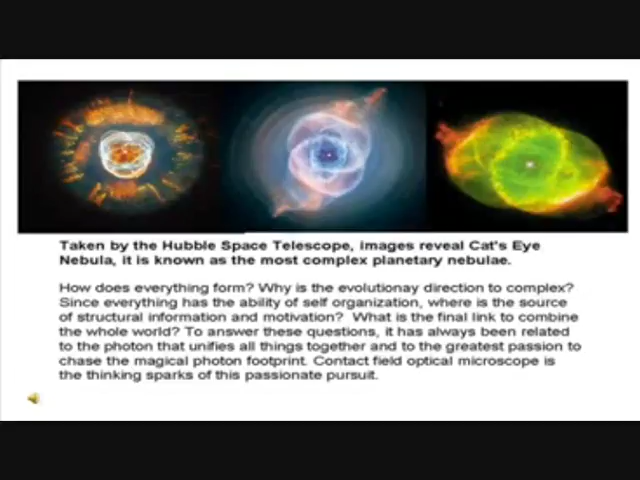 Taken by the Hubble Space Telescope, images reveal Cat's Eye
Nebula, it is known as the most complex planetary nebulae.
How does everything form? Why is the evolutionay direction to complex?
Since everything has the ability of self organization, where is the source
of structural information and motivation? What is the final link to combine
the whole world? To answer these questions, it has always been related
to the photon that unifies all things together and to the greatest passion to
chase the magical photon footprint. Contact field optical microscope is
the thinking sparks of this passionate pursuit.